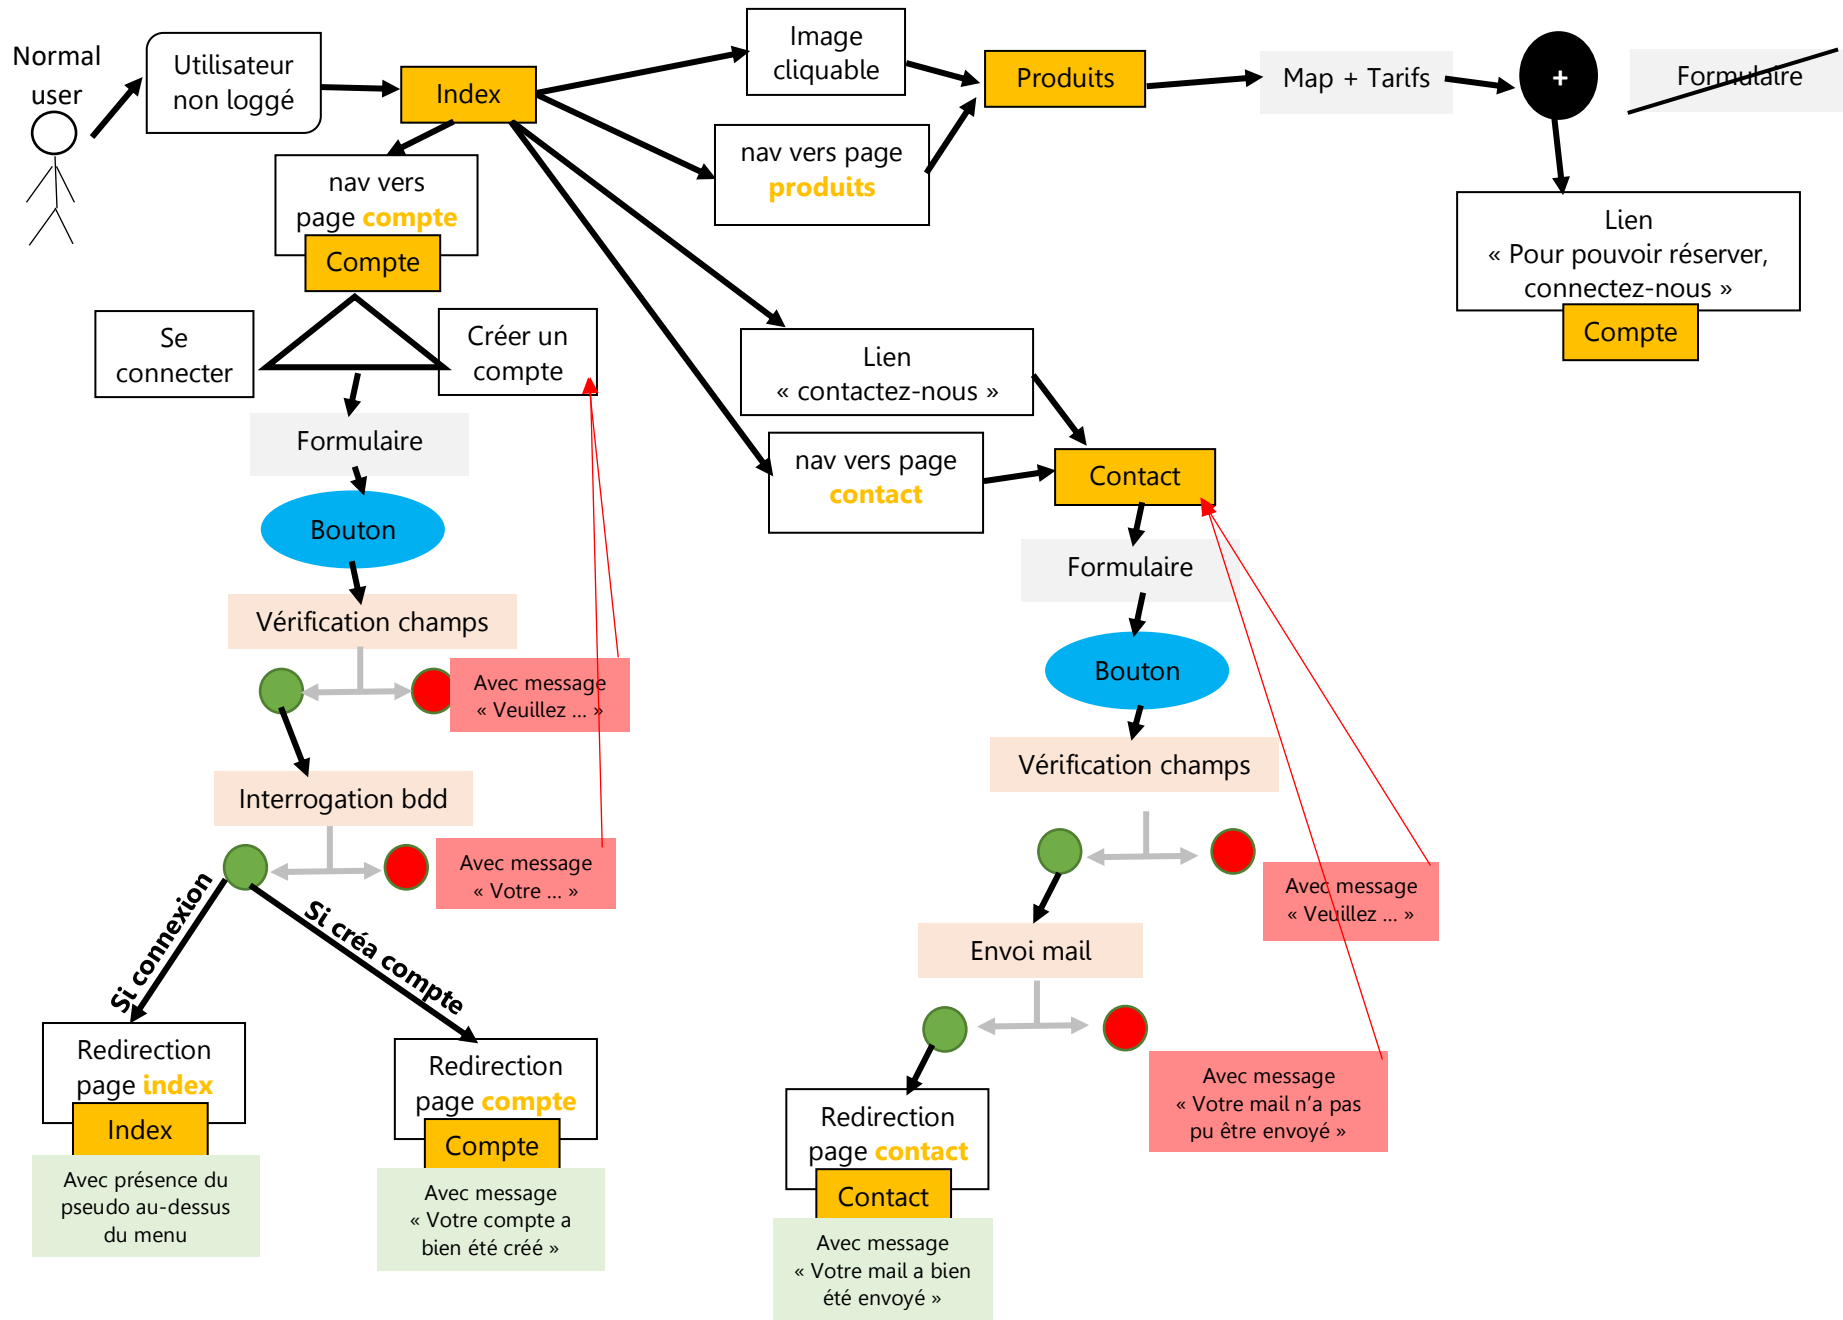 Normal
user
Utilisateur
non loggé
Index
Image
cliquable
nav vers page
produits
Produits
Map + Tarifs
+
Formulaire
Lien
« Pour pouvoir réserver,
connectez-nous »
Compte
nav vers
page compte
Compte
Se
connecter
Créer un
compte
Formulaire
Bouton
Vérification champs
Avec message
« Veuillez ... »
Interrogation bdd
Avec message
« Votre ... »
Si connexion
Si créa compte
Redirection
page index
Index
Avec présence du
pseudo au-dessus
du menu
Redirection
page compte
Compte
Avec message
« Votre compte a
bien été créé »
Lien
« contactez-nous »
nav vers page
contact
Contact
Formulaire
Bouton
Vérification champs
Avec message
« Veuillez ... »
Envoi mail
Avec message
« Votre mail n'a pas
pu être envoyé »
Redirection
page contact
Contact
Avec message
« Votre mail a bien
été envoyé »